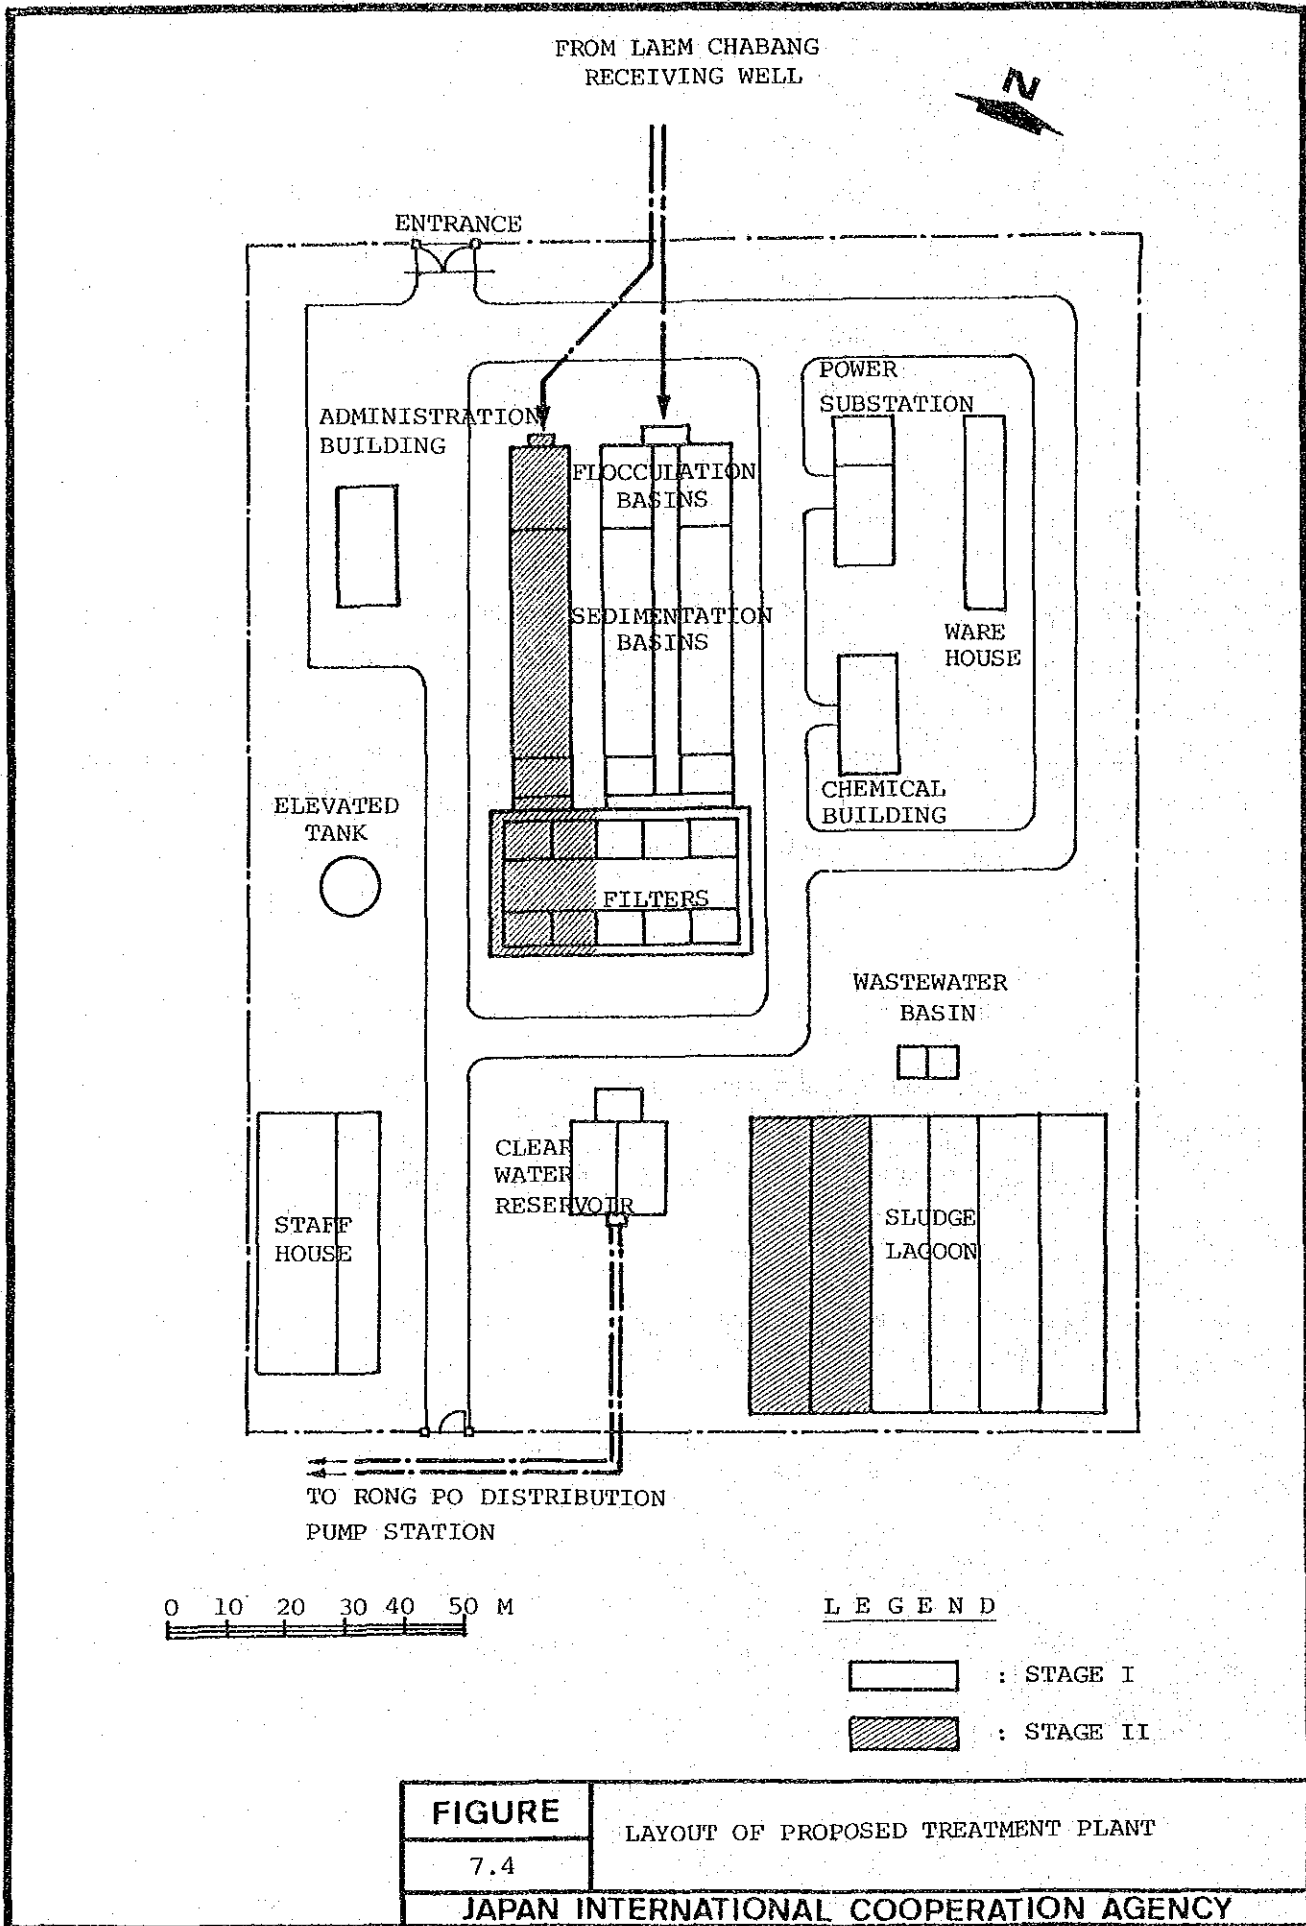 FROM LAEM CHABANG
RECEIVING WELL
N
ENTRANCE
POWER
SUBSTATION
ADMINISTRATION
BUILDING
FLOCCULATION
BASINS
SEDIMENTATION
BASINS
WARE
HOUSE
CHEMICAL
BUILDING
ELEVATED
TANK
FILTERS
WASTEWATER
BASIN
CLEAR
WATER
RESERVOIR
STAFF
HOUSE
SLUDGE
LAGOON
TO RONG PO DISTRIBUTION
PUMP STATION
0 10 20 30 40 50 M
LEGEND
: STAGE I
: STAGE II
FIGURE
7.4
LAYOUT OF PROPOSED TREATMENT PLANT
JAPAN INTERNATIONAL COOPERATION AGENCY